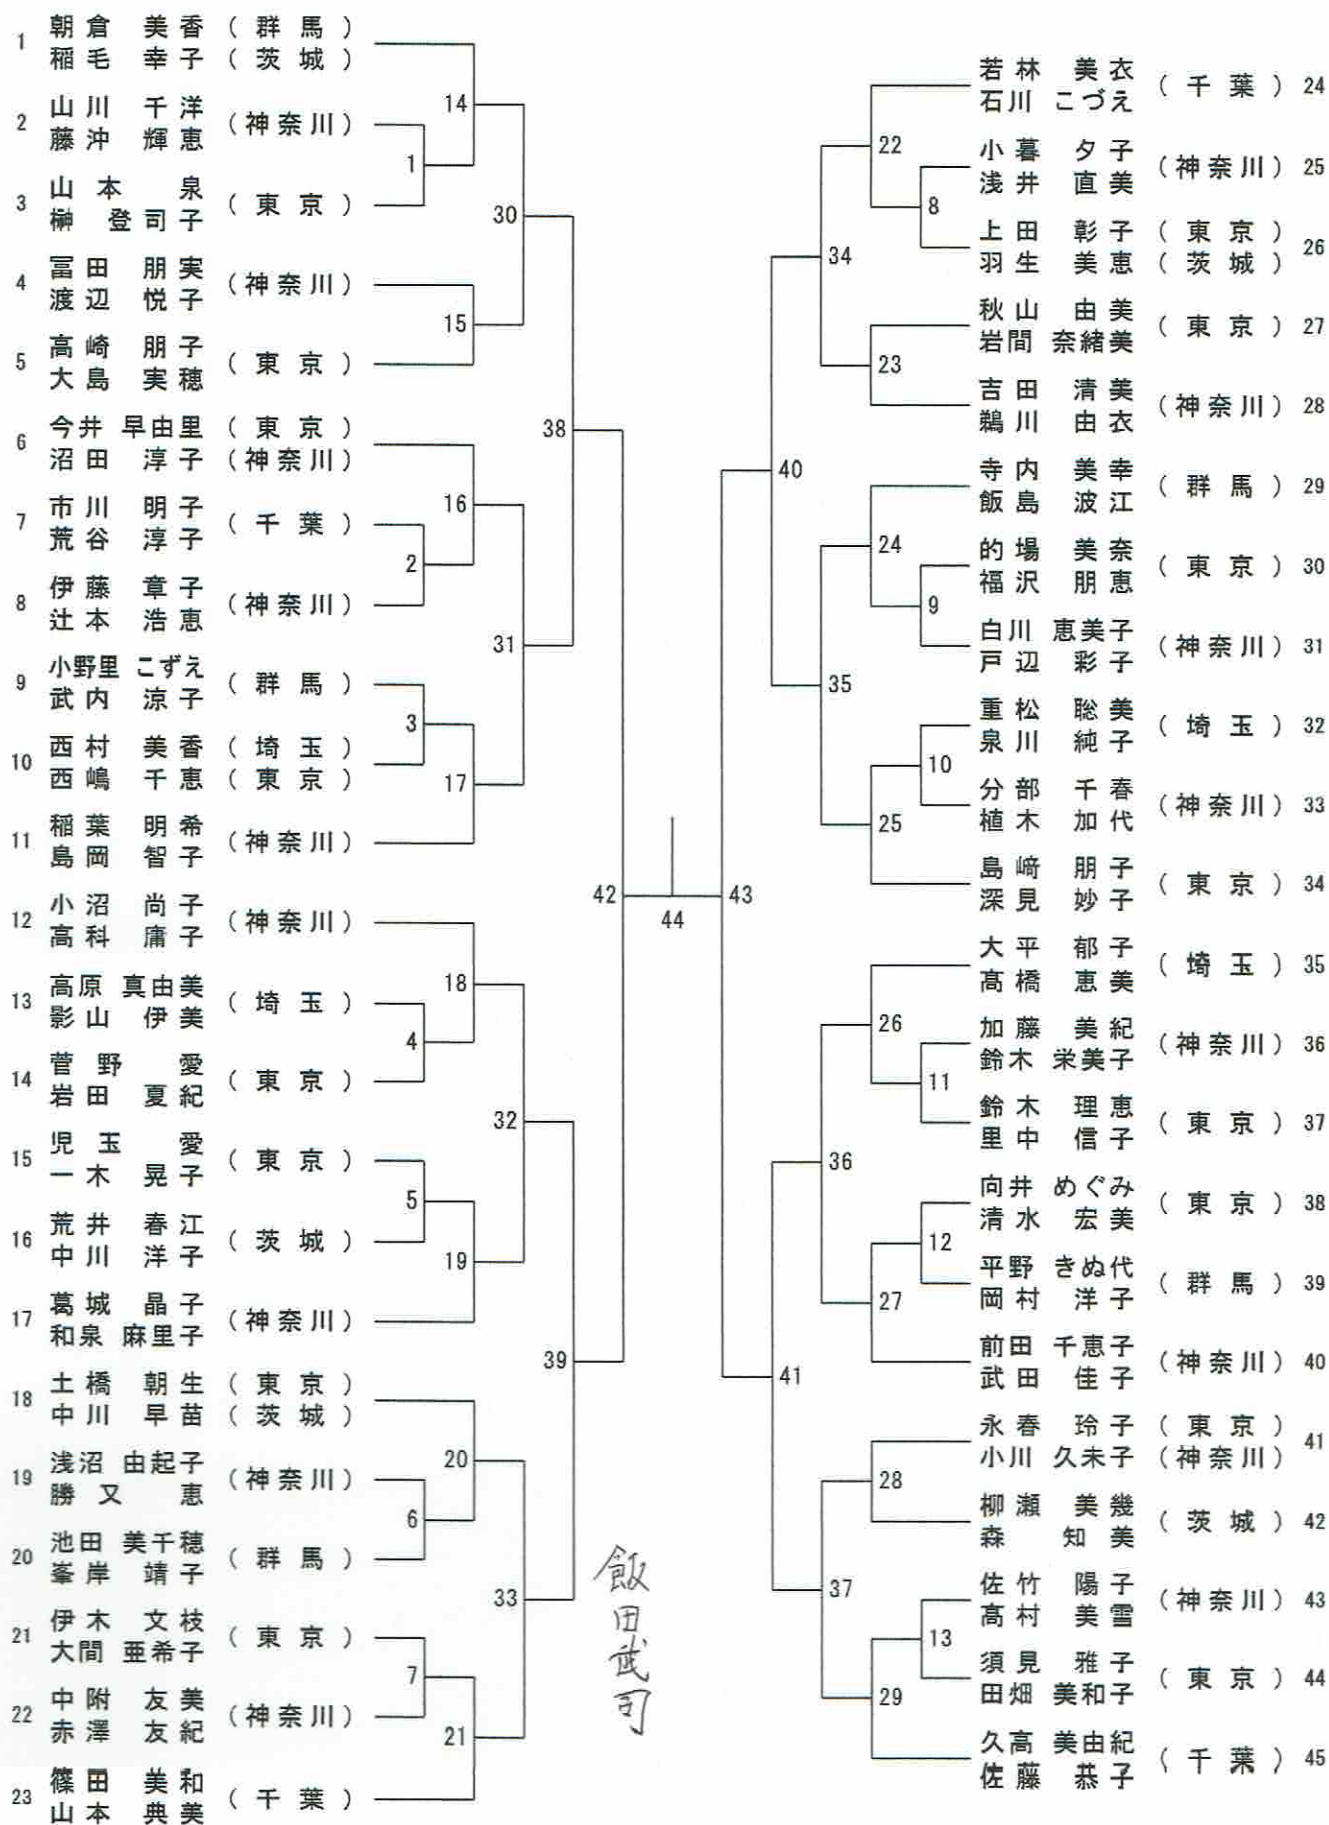 1 朝倉 美香 (群馬)
稲毛 幸子 (茨城)
2 山川 千洋 (神奈川)
藤沖 輝恵
3 山本 泉 (東京)
榊 登司子
4 冨田 朋実 (神奈川)
渡辺 悦子
5 高崎 朋子 (東京)
大島 実穂
6 今井 早由里 (東京)
沼田 淳子 (神奈川)
7 市川 明子 (千葉)
荒谷 淳子
8 伊藤 章子 (神奈川)
辻本 浩恵
9 小野里 こずえ (群馬)
武内 涼子
10 西村 美香 (埼玉)
西嶋 千恵 (東京)
11 稲葉 明希 (神奈川)
島岡 智子
12 小沼 尚子 (神奈川)
高科 庸子
13 高原 真由美 (埼玉)
影山 伊美
14 菅野 愛 (東京)
岩田 夏紀
15 児玉 愛 (東京)
一木 晃子
16 荒井 春江 (茨城)
中川 洋子
17 葛城 晶子 (神奈川)
和泉 麻里子
18 土橋 朝生 (東京)
中川 早苗 (茨城)
19 浅沼 由起子 (神奈川)
勝又 恵
20 池田 美千穂 (群馬)
峯岸 靖子
21 伊木 文枝 (東京)
大間 亜希子
22 中附 友美 (神奈川)
赤澤 友紀
23 篠田 美和 (千葉)
山本 典美
1
2
3
4
5
6
7
14
15
16
17
18
19
20
21
30
31
32
33
38
39
42
44
43
飯田武司
40
41
34
35
36
37
22
23
24
25
26
27
28
29
8
9
10
11
12
13
若林 美衣 (千葉) 24
石川 こづえ
小暮 夕子 (神奈川) 25
浅井 直美
上田 彰子 (東京) 26
羽生 美恵 (茨城)
秋山 由美 (東京) 27
岩間 奈緒美
吉田 清美 (神奈川) 28
鵜川 由衣
寺内 美幸 (群馬) 29
飯島 波江
的場 美奈 (東京) 30
福沢 朋恵
白川 恵美子 (神奈川) 31
戸辺 彩子
重松 聡美 (埼玉) 32
泉川 純子
分部 千春 (神奈川) 33
植木 加代
島﨑 朋子 (東京) 34
深見 妙子
大平 郁子 (埼玉) 35
髙橋 恵美
加藤 美紀 (神奈川) 36
鈴木 栄美子
鈴木 理恵 (東京) 37
里中 信子
向井 めぐみ (東京) 38
清水 宏美
平野 きぬ代 (群馬) 39
岡村 洋子
前田 千恵子 (神奈川) 40
武田 佳子
永春 玲子 (東京) 41
小川 久未子 (神奈川)
柳瀬 美幾 (茨城) 42
森 知美
佐竹 陽子 (神奈川) 43
髙村 美雪
須見 雅子 (東京) 44
田畑 美和子
久高 美由紀 (千葉) 45
佐藤 恭子